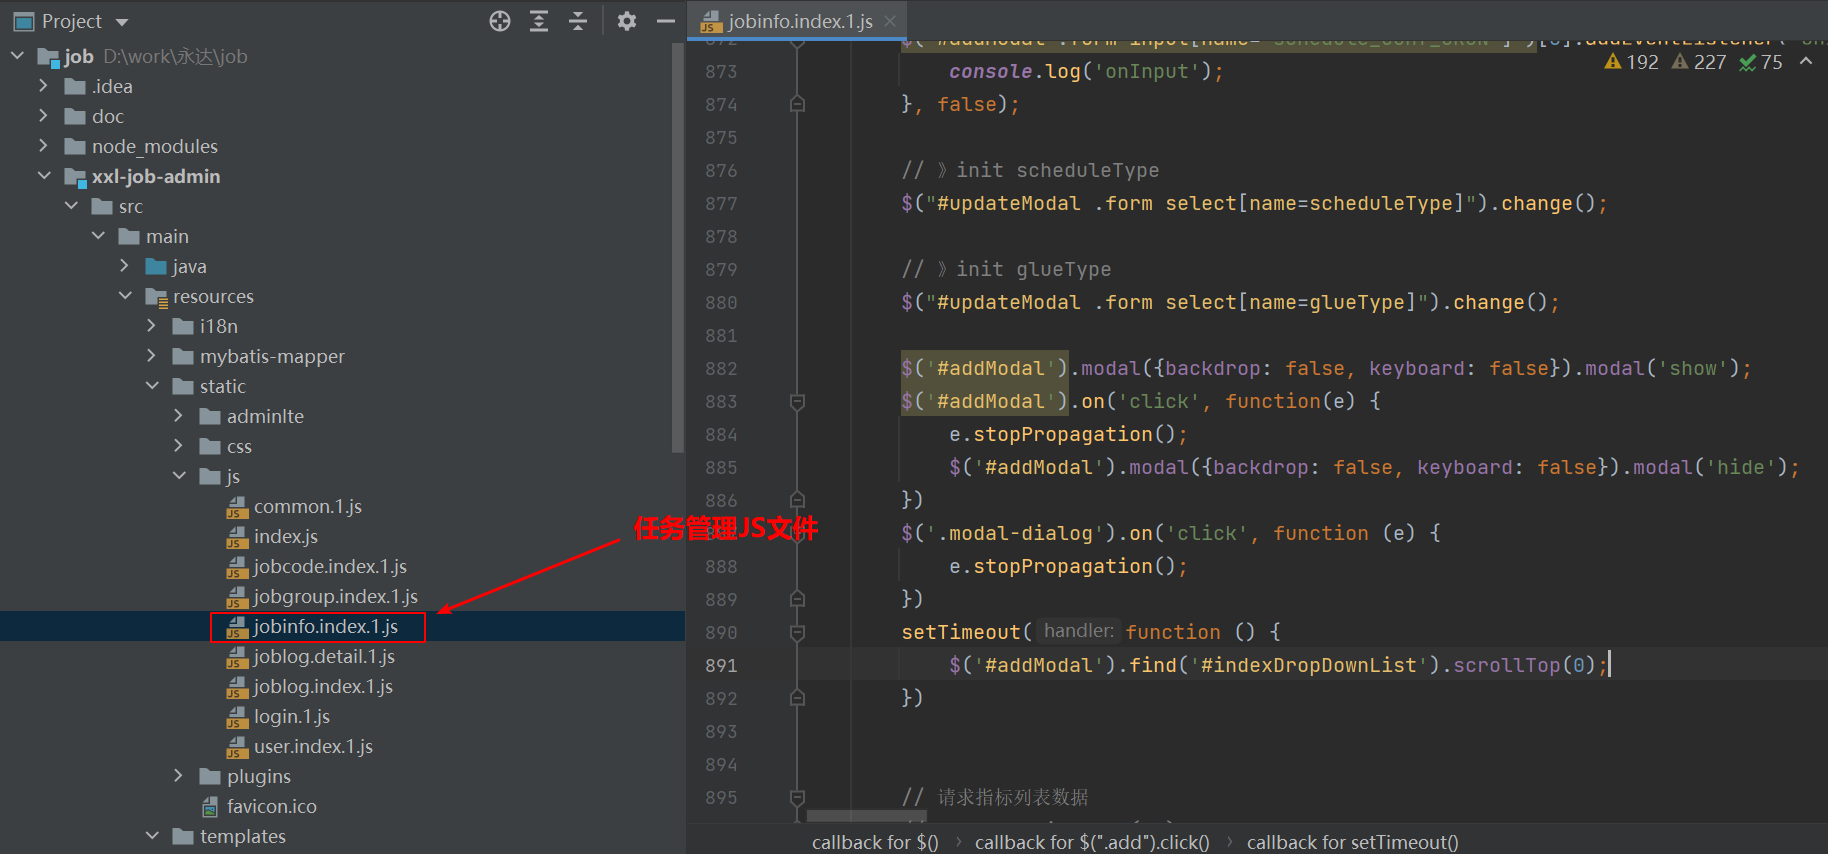 Project
job D:\work\永达\job
.idea
doc
node_modules
xxl-job-admin
src
main
java
resources
i18n
mybatis-mapper
static
adminlte
css
js
common.1.js
index.js
jobcode.index.1.js
jobgroup.index.1.js
jobinfo.index.1.js
joblog.detail.1.js
joblog.index.1.js
login.1.js
user.index.1.js
plugins
favicon.ico
templates
任务管理JS文件
jobinfo.index.1.js
192 227 75
873 console.log('onInput');
874 }, false);
875
876 // 》init scheduleType
877 $("#updateModal .form select[name=scheduleType]").change();
878
879 // 》init glueType
880 $("#updateModal .form select[name=glueType]").change();
881
882 $('#addModal').modal({backdrop: false, keyboard: false}).modal('show');
883 $('#addModal').on('click', function(e) {
884 e.stopPropagation();
885 $('#addModal').modal({backdrop: false, keyboard: false}).modal('hide');
886 })
$('.modal-dialog').on('click', function (e) {
888 e.stopPropagation();
889 })
890 setTimeout( handler: function () {
891 $('#addModal').find('#indexDropDownList').scrollTop(0);
892 })
893
894
895 // 请求指标列表数据
callback for $() › callback for $(".add").click() › callback for setTimeout()